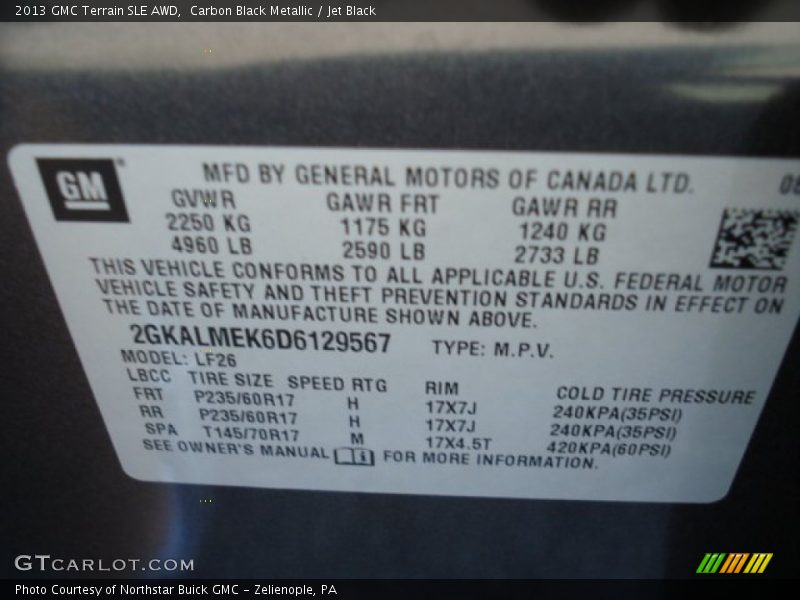 2013 GMC Terrain SLE AWD,  Carbon Black Metallic / Jet Black
GM
MFD BY GENERAL MOTORS OF CANADA LTD.
GVWR GAWR FRT GAWR RR
2250 KG 1175 KG 1240 KG
4960 LB 2590 LB 2733 LB
THIS VEHICLE CONFORMS TO ALL APPLICABLE U.S. FEDERAL MOTOR
VEHICLE SAFETY AND THEFT PREVENTION STANDARDS IN EFFECT ON
THE DATE OF MANUFACTURE SHOWN ABOVE.
2GKALMEK6D6129567 TYPE: M.P.V.
MODEL: LF26
LBCC TIRE SIZE SPEED RTG RIM COLD TIRE PRESSURE
FRT P235/60R17 H 17X7J 240KPA(35PSI)
RR P235/60R17 H 17X7J 240KPA(35PSI)
SPA T145/70R17 M 17X4.5T 420KPA(60PSI)
SEE OWNER'S MANUAL FOR MORE INFORMATION.
GTCARLOT.COM
Photo Courtesy of Northstar Buick GMC - Zelienople, PA